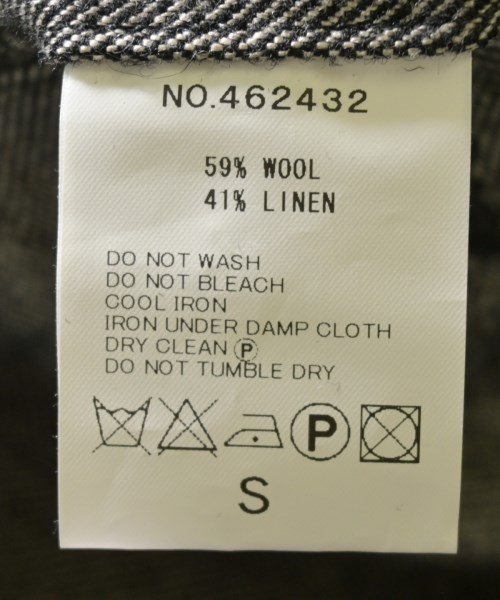 NO.462432
59% WOOL
41% LINEN
DO NOT WASH
DO NOT BLEACH
COOL IRON
IRON UNDER DAMP CLOTH
DRY CLEAN Ⓟ
DO NOT TUMBLE DRY
P
S